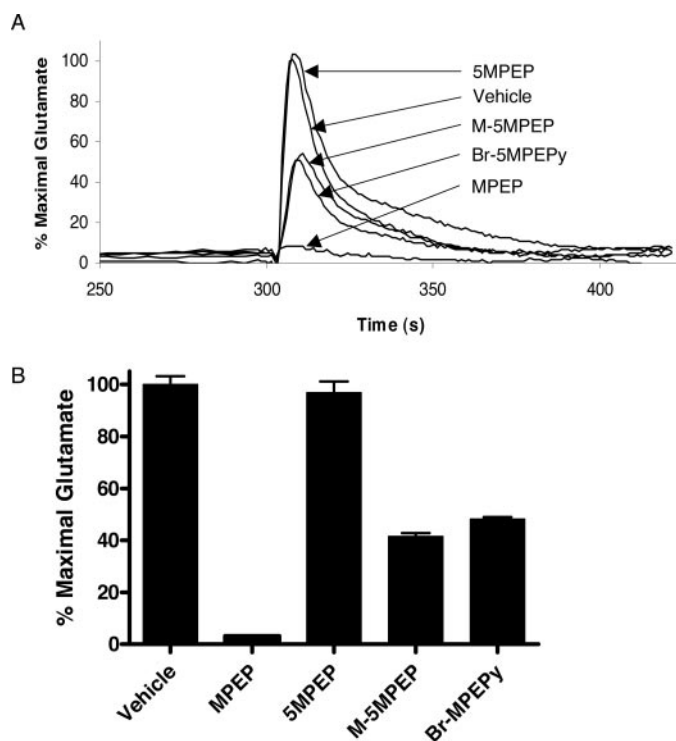 A
% Maximal Glutamate
100
80
60
40
20
0
5MPEP
Vehicle
M-5MPEP
Br-5MPEPy
MPEP
250
300
350
400
Time (s)
B
% Maximal Glutamate
100
80
60
40
20
0
Vehicle
MPEP
5MPEP
M-5MPEP
Br-MPEPy